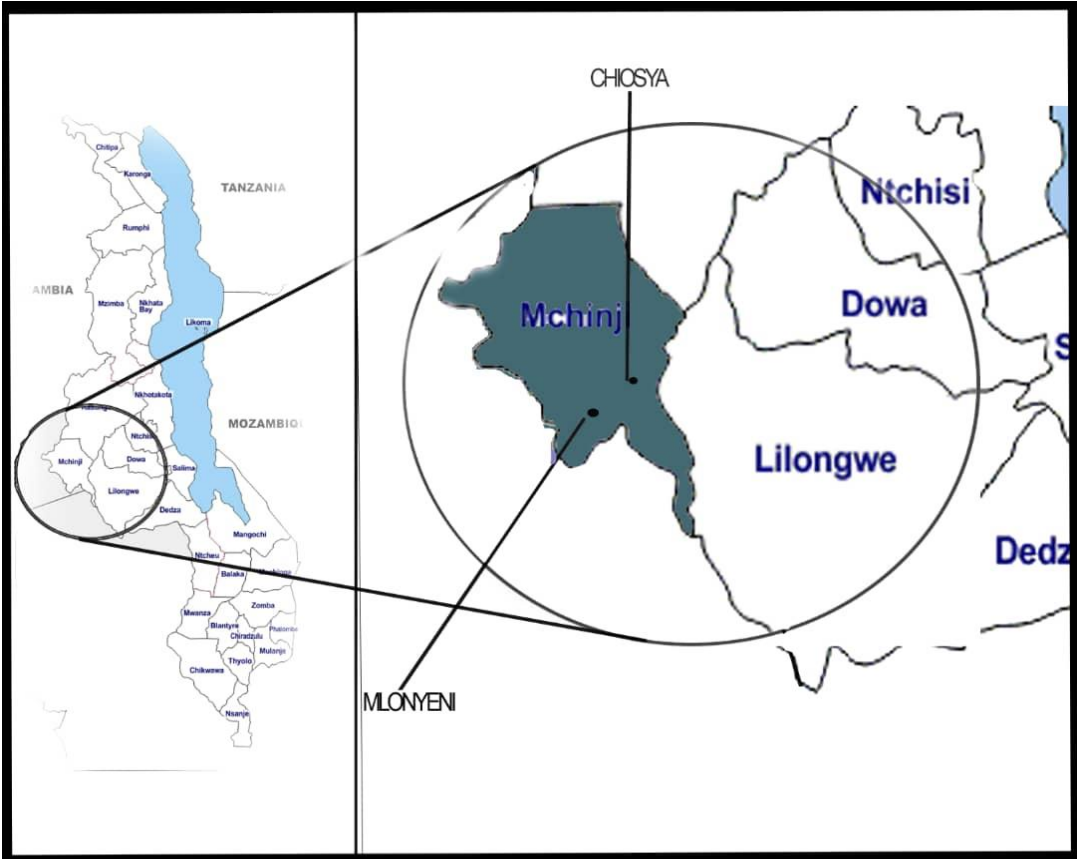 Chitipa
Karonga
TANZANIA
Rumphi
AMBIA
Mzimba
Nkhata
Bay
Likoma
Nkhotakota
MOZAMBIQ
Ntchisi
Mchinji
Dowa
Salima
Lilongwe
Dedza
Mangochi
Ntcheu
Balaka
Zomba
Mwanza
Blantyre
Phalombe
Chiradzulu
Mulanje
Thyolo
Chikwawa
Nsanje
CHIOSYA
Ntchisi
Mchinj
Dowa
S
Lilongwe
Dedz
MLONYENI